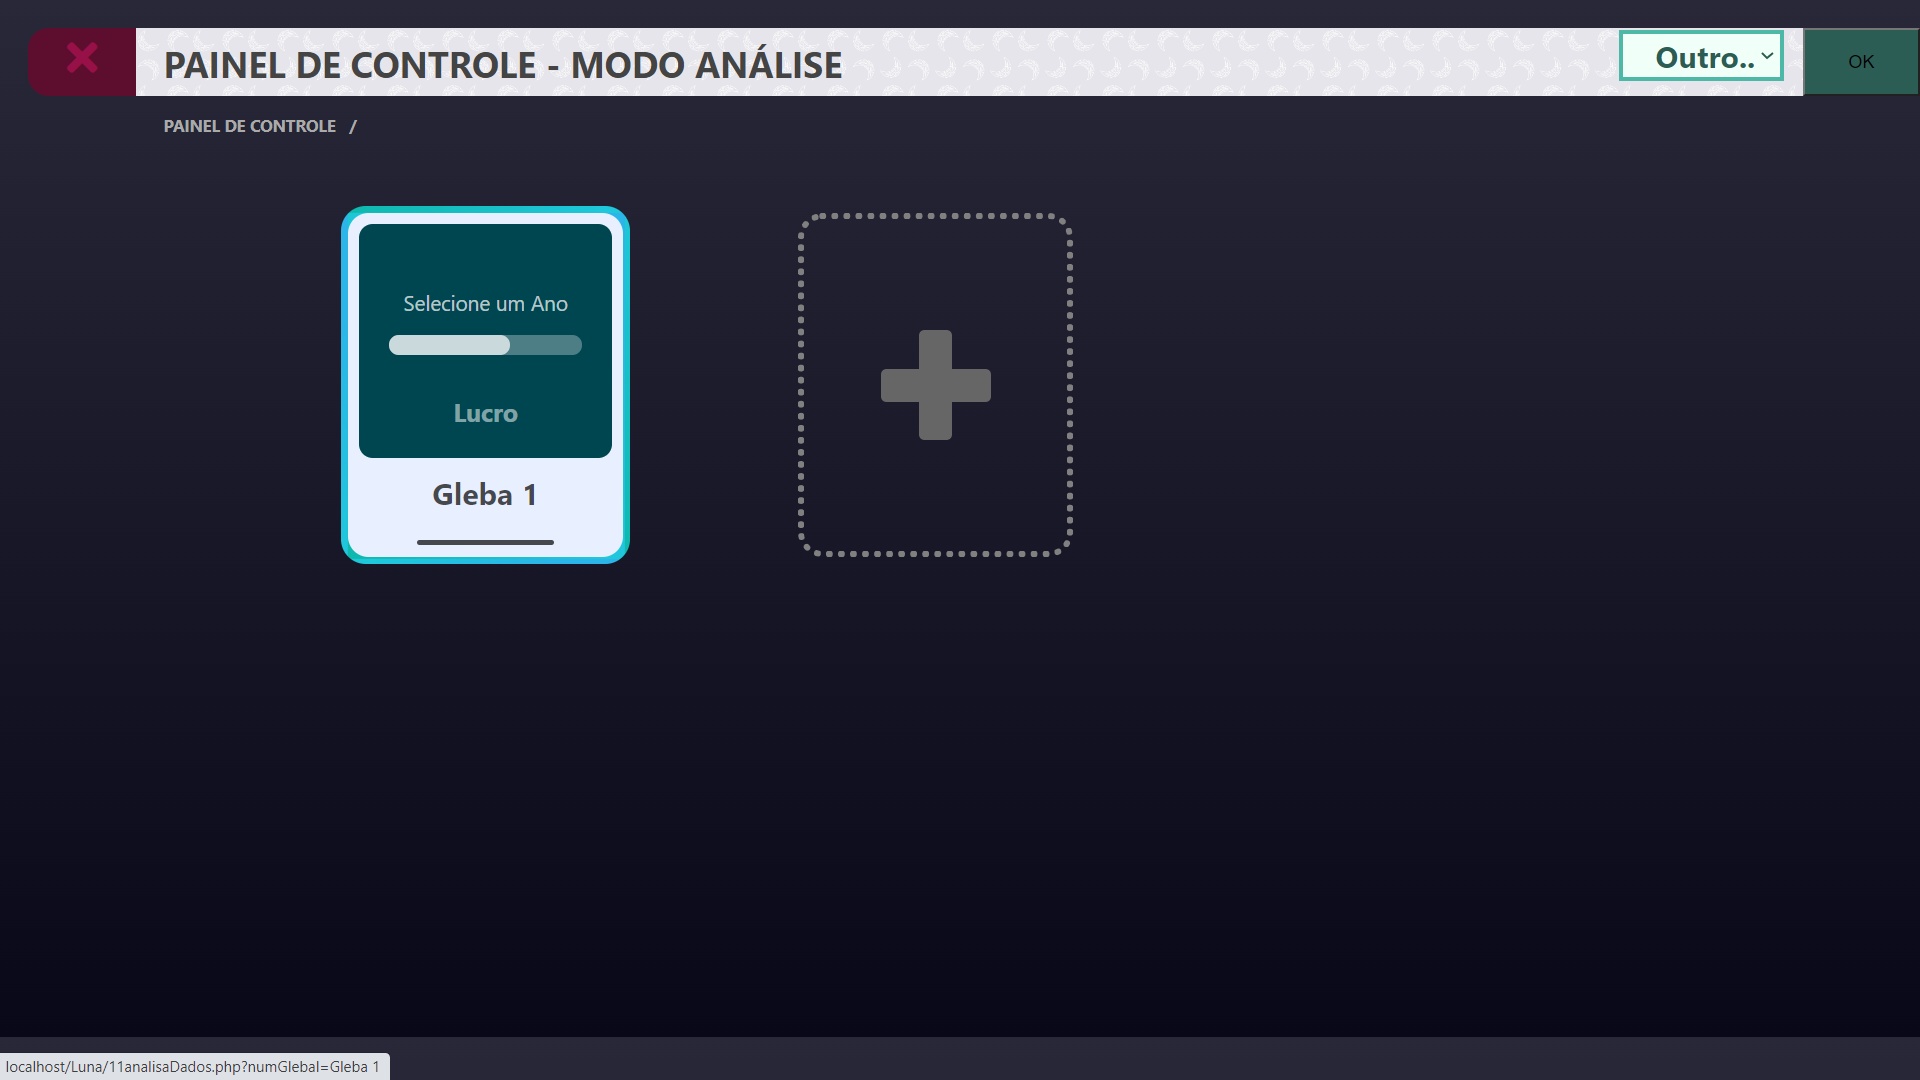 PAINEL DE CONTROLE - MODO ANÁLISE
Outro..
OK
PAINEL DE CONTROLE /
Selecione um Ano
Lucro
Gleba 1
localhost/Luna/11analisaDados.php?numGlebal=Gleba 1